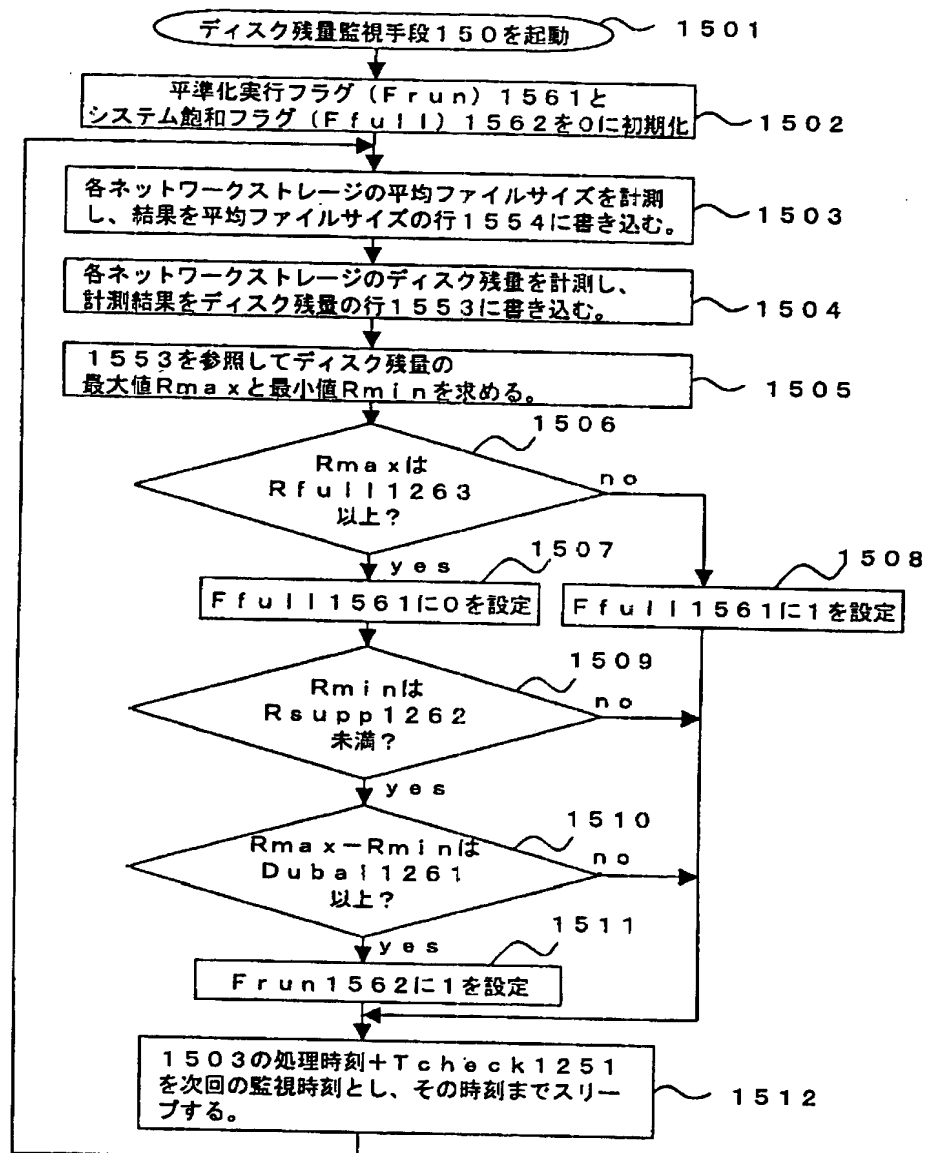 ディスク残量監視手段150を起動
1501
平準化実行フラグ(Frun)1561と
システム飽和フラグ(Ffull)1562を0に初期化
1502
各ネットワークストレージの平均ファイルサイズを計測
し、結果を平均ファイルサイズの行1554に書き込む。
1503
各ネットワークストレージのディスク残量を計測し、
計測結果をディスク残量の行1553に書き込む。
1504
1553を参照してディスク残量の
最大値Rmaxと最小値Rminを求める。
1505
1506
Rmaxは
Rfull1263
以上?
no
yes
1507
Ffull1561に0を設定
1508
Ffull1561に1を設定
1509
Rminは
Rsupp1262
未満?
no
yes
1510
Rmax-Rminは
Dubal1261
以上?
no
yes
1511
Frun1562に1を設定
1503の処理時刻+Tcheck1251
を次回の監視時刻とし、その時刻までスリー
プする。
1512